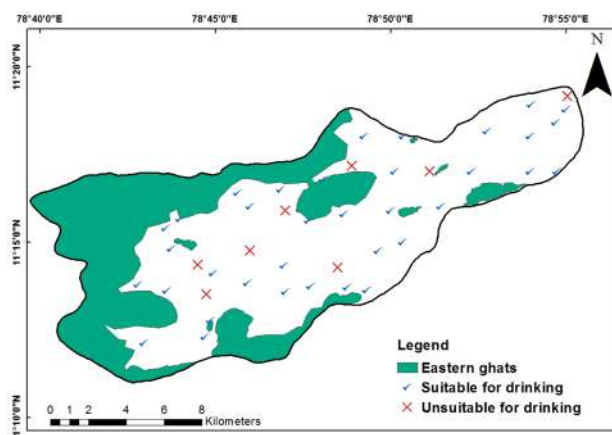 78°40'0"E 78°45'0"E 78°50'0"E 78°55'0"E
N
11°20'0"N
11°15'0"N
11°10'0"N
Legend
Eastern ghats
Suitable for drinking
Unsuitable for drinking
0 1 2 4 6 8
Kilometers